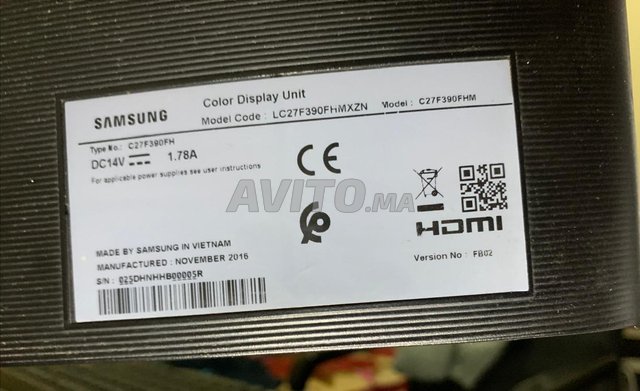 SAMSUNG
Color Display Unit
Model Code : LC27F390FHMXZN Model : C27F390FHM
Type No.: C27F390FH
DC14V 1.78A
For applicable power supplies see user instructions
CE
AVITO.MA
HDMI
MADE BY SAMSUNG IN VIETNAM
MANUFACTURED : NOVEMBER 2016
S/N : 025DHNHHB00005R
Version No : FB02